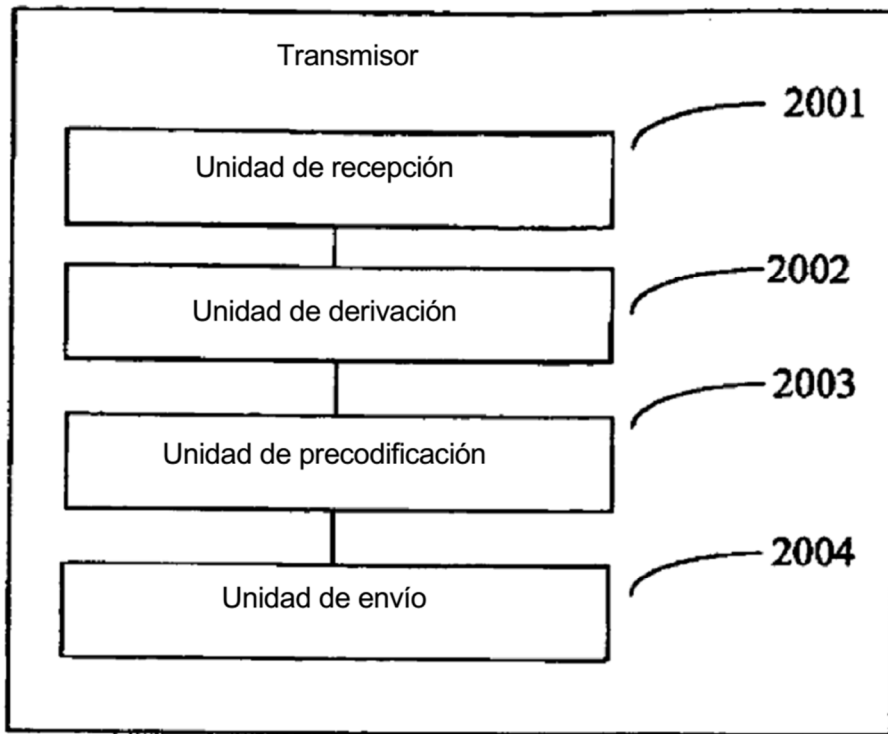 Transmisor
2001
Unidad de recepción
2002
Unidad de derivación
2003
Unidad de precodificación
2004
Unidad de envío